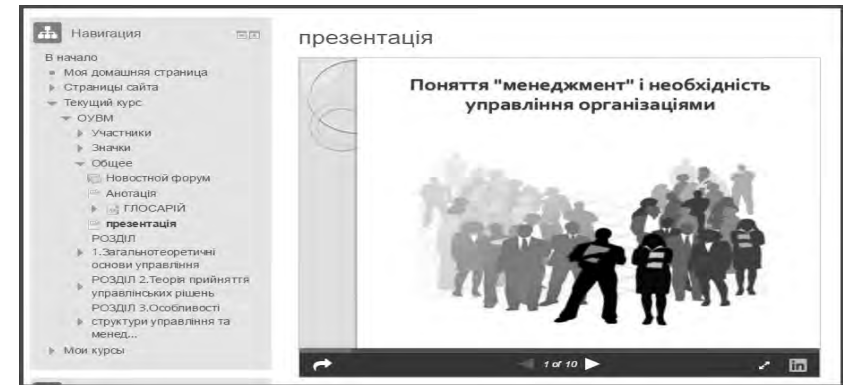 Навигация
В начало
Моя домашняя страница
Страницы сайта
Текущий курс
ОУВМ
Участники
Значки
Общее
Новостной форум
Анотація
ГЛОСАРІЙ
презентація
РОЗДІЛ
1.Загальнотеоретичні
основи управління
РОЗДІЛ 2.Теорія прийняття
управлінських рішень
РОЗДІЛ 3.Особливості
структури управління та
менед...
Мои курсы
презентація
Поняття "менеджмент" і необхідність
управління організаціями
1 of 10
in